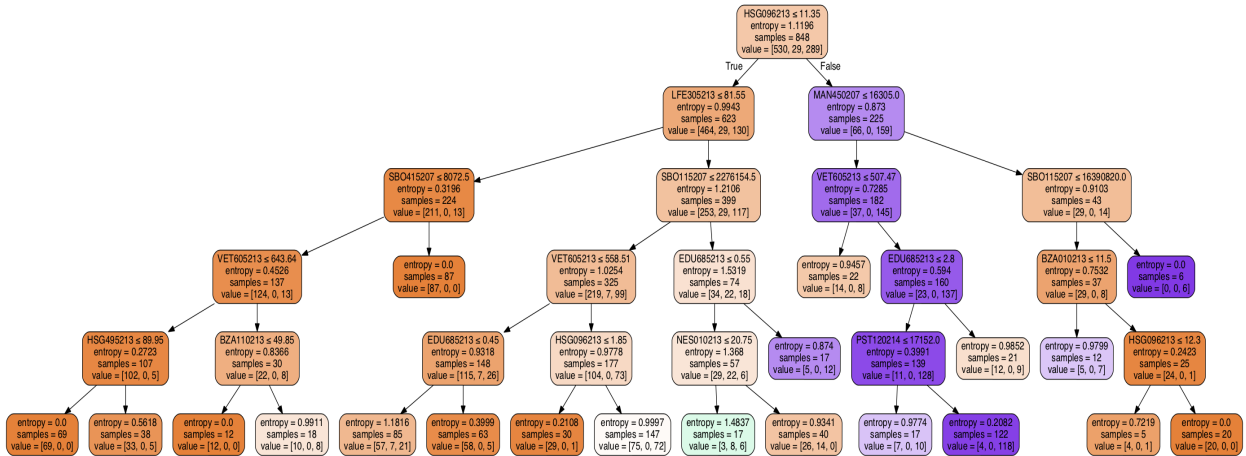 HSG096213 ≤ 11.35
entropy = 1.1196
samples = 848
value = [530, 29, 289]
True
False
LFE305213 ≤ 81.55
entropy = 0.9943
samples = 623
value = [464, 29, 130]
MAN450207 ≤ 16305.0
entropy = 0.873
samples = 225
value = [66, 0, 159]
SBO415207 ≤ 8072.5
entropy = 0.3196
samples = 224
value = [211, 0, 13]
SBO115207 ≤ 2276154.5
entropy = 1.2106
samples = 399
value = [253, 29, 117]
VET605213 ≤ 507.47
entropy = 0.7285
samples = 182
value = [37, 0, 145]
SBO115207 ≤ 16390820.0
entropy = 0.9103
samples = 43
value = [29, 0, 14]
VET605213 ≤ 643.64
entropy = 0.4526
samples = 137
value = [124, 0, 13]
entropy = 0.0
samples = 87
value = [87, 0, 0]
VET605213 ≤ 558.51
entropy = 1.0254
samples = 325
value = [219, 7, 99]
EDU685213 ≤ 0.55
entropy = 1.5319
samples = 74
value = [34, 22, 18]
entropy = 0.9457
samples = 22
value = [14, 0, 8]
EDU685213 ≤ 2.8
entropy = 0.594
samples = 160
value = [23, 0, 137]
BZA010213 ≤ 11.5
entropy = 0.7532
samples = 37
value = [29, 0, 8]
entropy = 0.0
samples = 6
value = [0, 0, 6]
HSG495213 ≤ 89.95
entropy = 0.2723
samples = 107
value = [102, 0, 5]
BZA110213 ≤ 49.85
entropy = 0.8366
samples = 30
value = [22, 0, 8]
EDU685213 ≤ 0.45
entropy = 0.9318
samples = 148
value = [115, 7, 26]
HSG096213 ≤ 1.85
entropy = 0.9778
samples = 177
value = [104, 0, 73]
NES010213 ≤ 20.75
entropy = 1.368
samples = 57
value = [29, 22, 6]
entropy = 0.874
samples = 17
value = [5, 0, 12]
PST120214 ≤ 17152.0
entropy = 0.3991
samples = 139
value = [11, 0, 128]
entropy = 0.9852
samples = 21
value = [12, 0, 9]
entropy = 0.9799
samples = 12
value = [5, 0, 7]
HSG096213 ≤ 12.3
entropy = 0.2423
samples = 25
value = [24, 0, 1]
entropy = 0.0
samples = 69
value = [69, 0, 0]
entropy = 0.5618
samples = 38
value = [33, 0, 5]
entropy = 0.0
samples = 12
value = [12, 0, 0]
entropy = 0.9911
samples = 18
value = [10, 0, 8]
entropy = 1.1816
samples = 85
value = [57, 7, 21]
entropy = 0.3999
samples = 63
value = [58, 0, 5]
entropy = 0.2108
samples = 30
value = [29, 0, 1]
entropy = 0.9997
samples = 147
value = [75, 0, 72]
entropy = 1.4837
samples = 17
value = [3, 8, 6]
entropy = 0.9341
samples = 40
value = [26, 14, 0]
entropy = 0.9774
samples = 17
value = [7, 0, 10]
entropy = 0.2082
samples = 122
value = [4, 0, 118]
entropy = 0.7219
samples = 5
value = [4, 0, 1]
entropy = 0.0
samples = 20
value = [20, 0, 0]